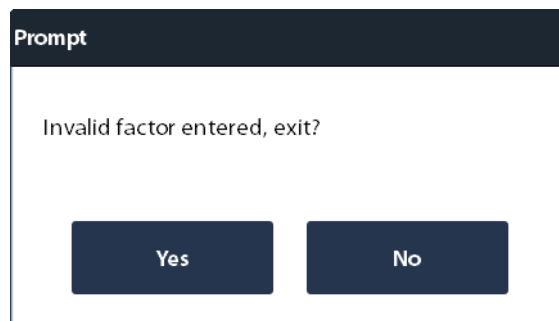 Prompt
Invalid factor entered, exit?
Yes No